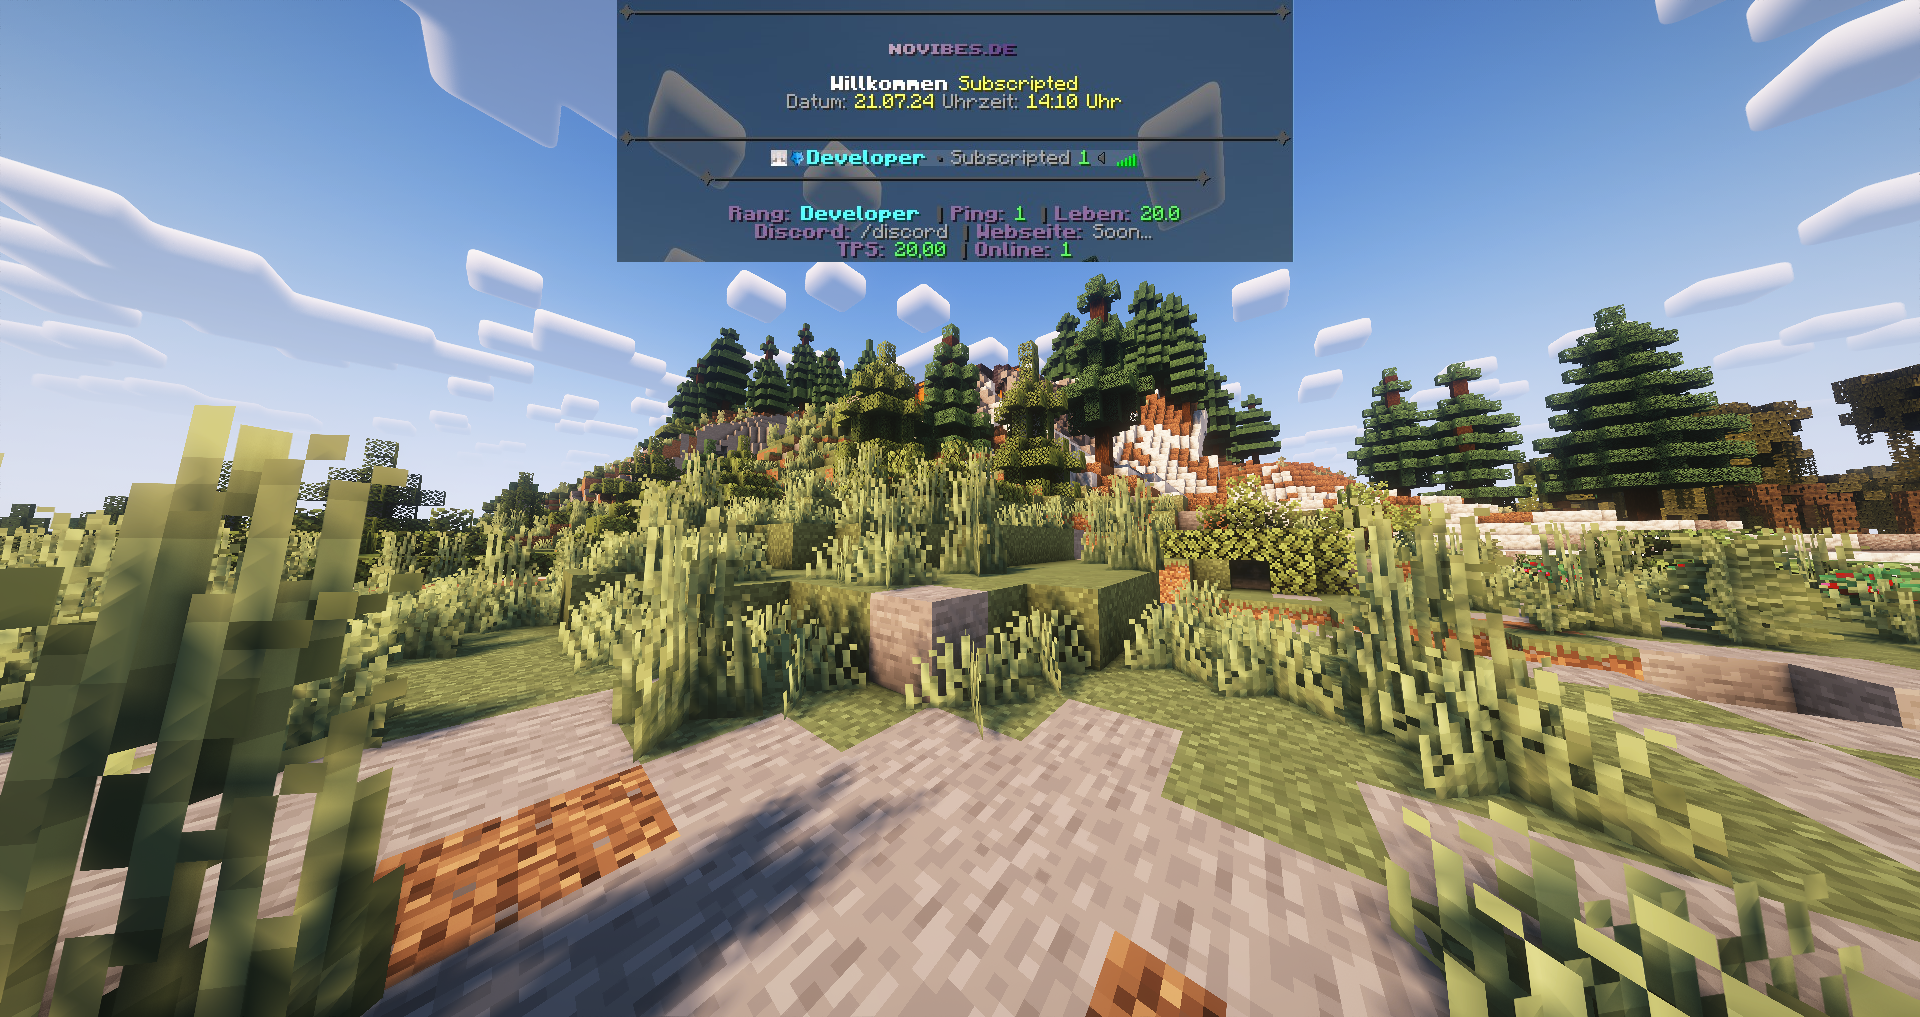 NOVIBES.DE
Willkommen Subscripted
Datum: 21.07.24 Uhrzeit: 14:10 Uhr
Developer · Subscripted 1
Rang: Developer | Ping: 1 | Leben: 20.0
Discord: /discord | Webseite: Soon...
TPS: 20,00 | Online: 1